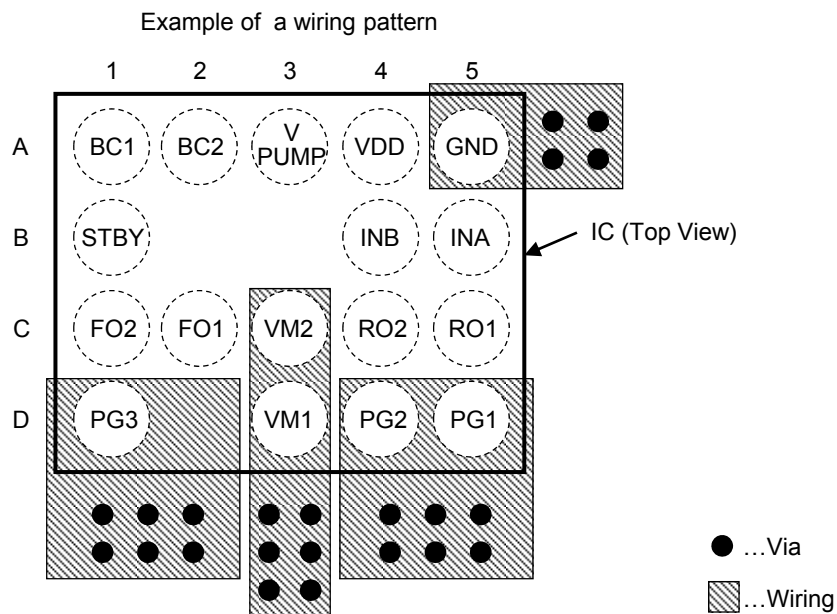 Example of a wiring pattern
1 2 3 4 5
A BC1 BC2 V PUMP VDD GND
B STBY INB INA
IC (Top View)
C FO2 FO1 VM2 RO2 RO1
D PG3 VM1 PG2 PG1
...Via
...Wiring